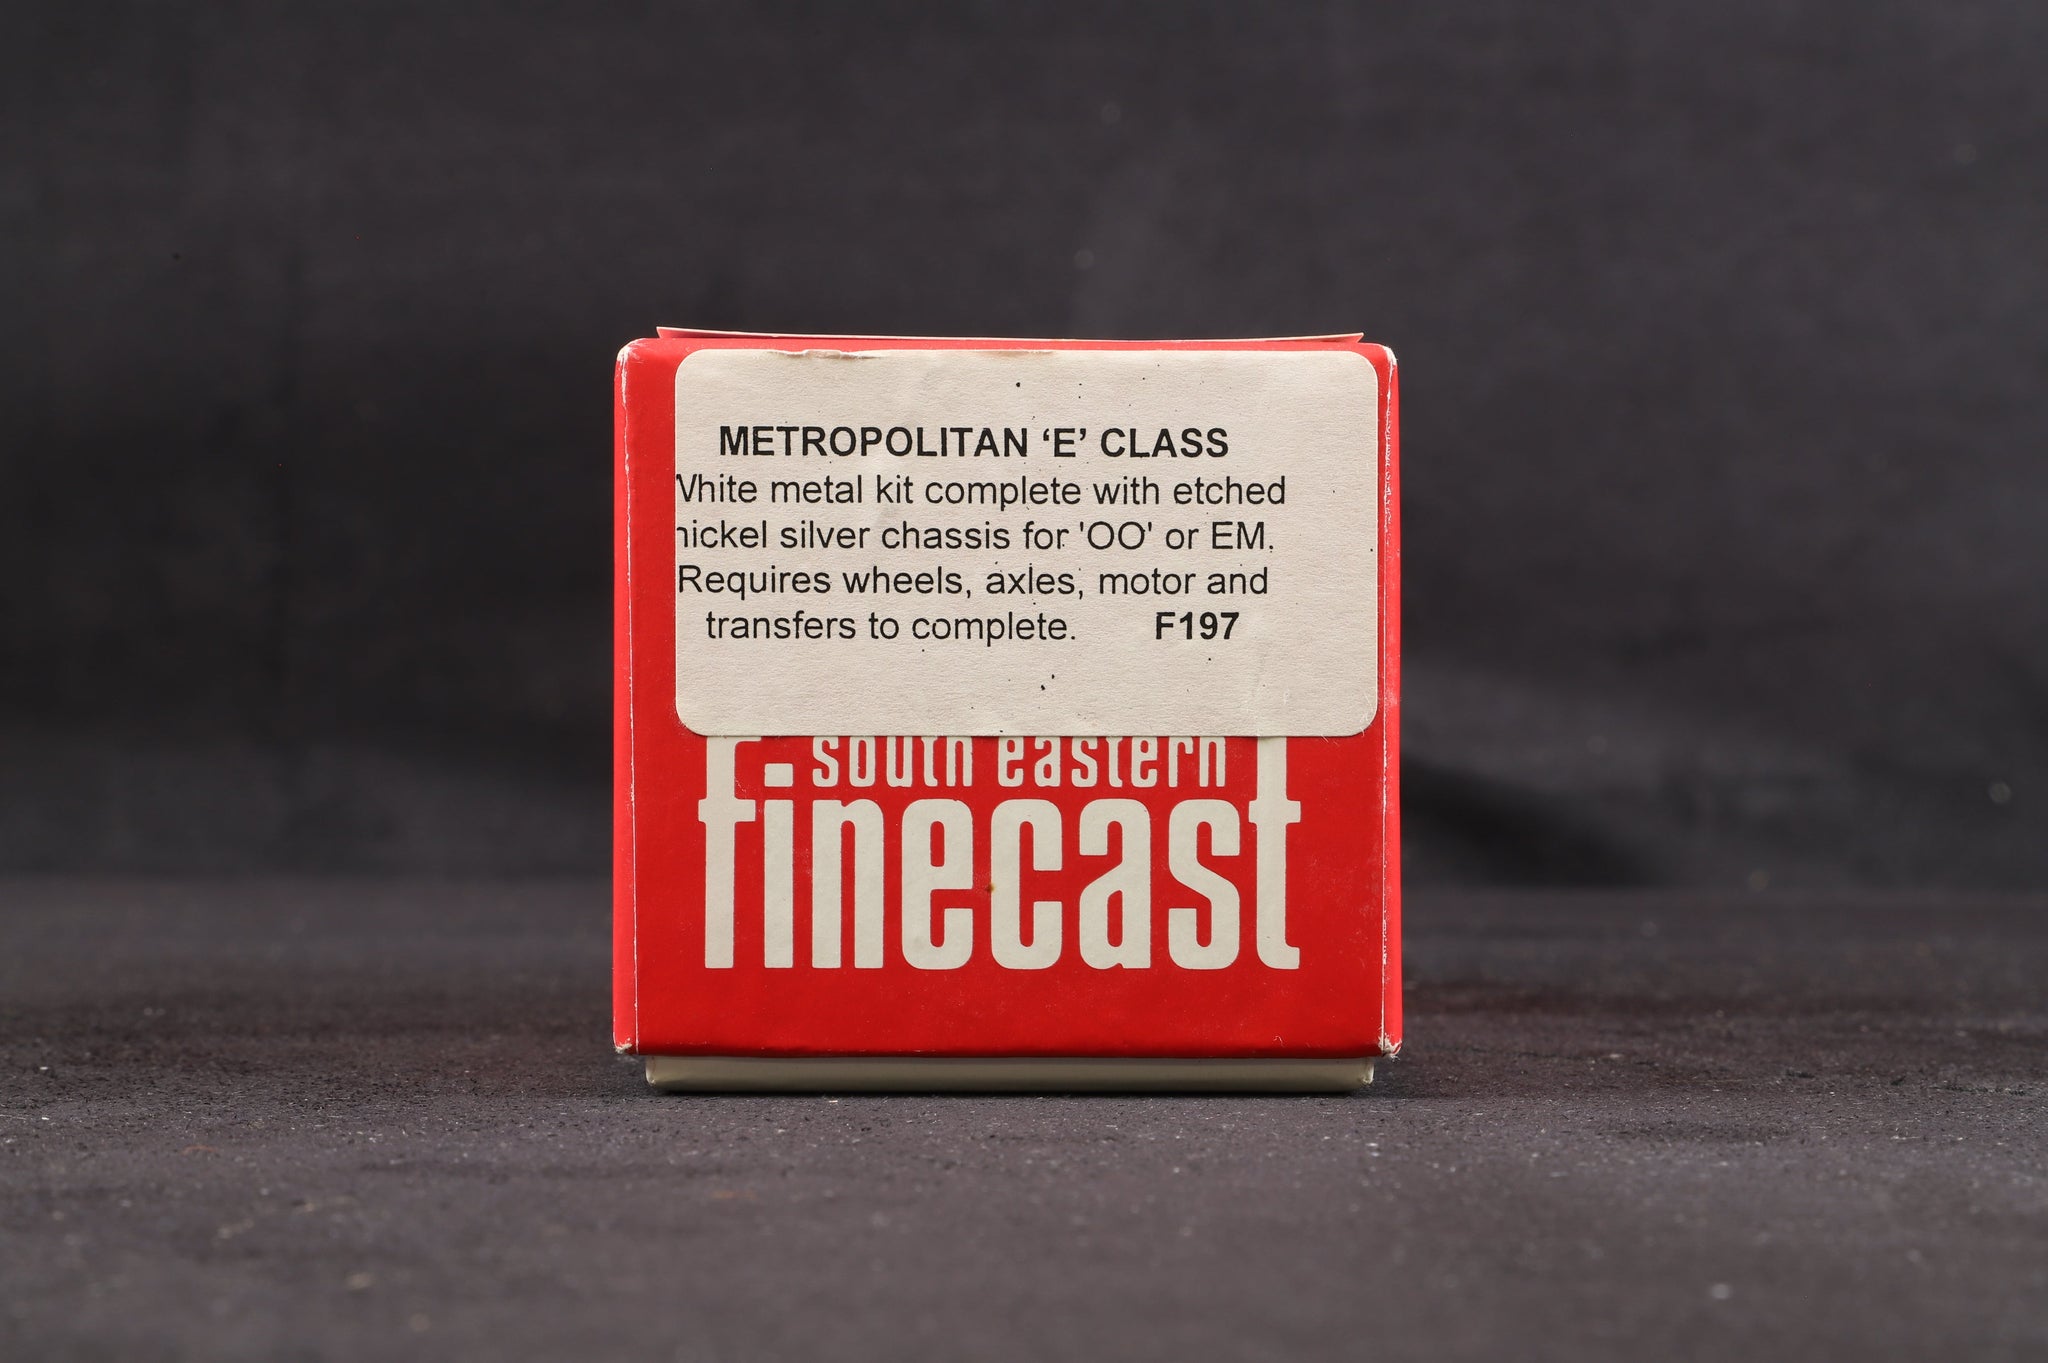 METROPOLITAN ‘E’ CLASS
White metal kit complete with etched
nickel silver chassis for 'OO' or EM.
Requires wheels, axles, motor and
transfers to complete. F197
south eastern
finecast